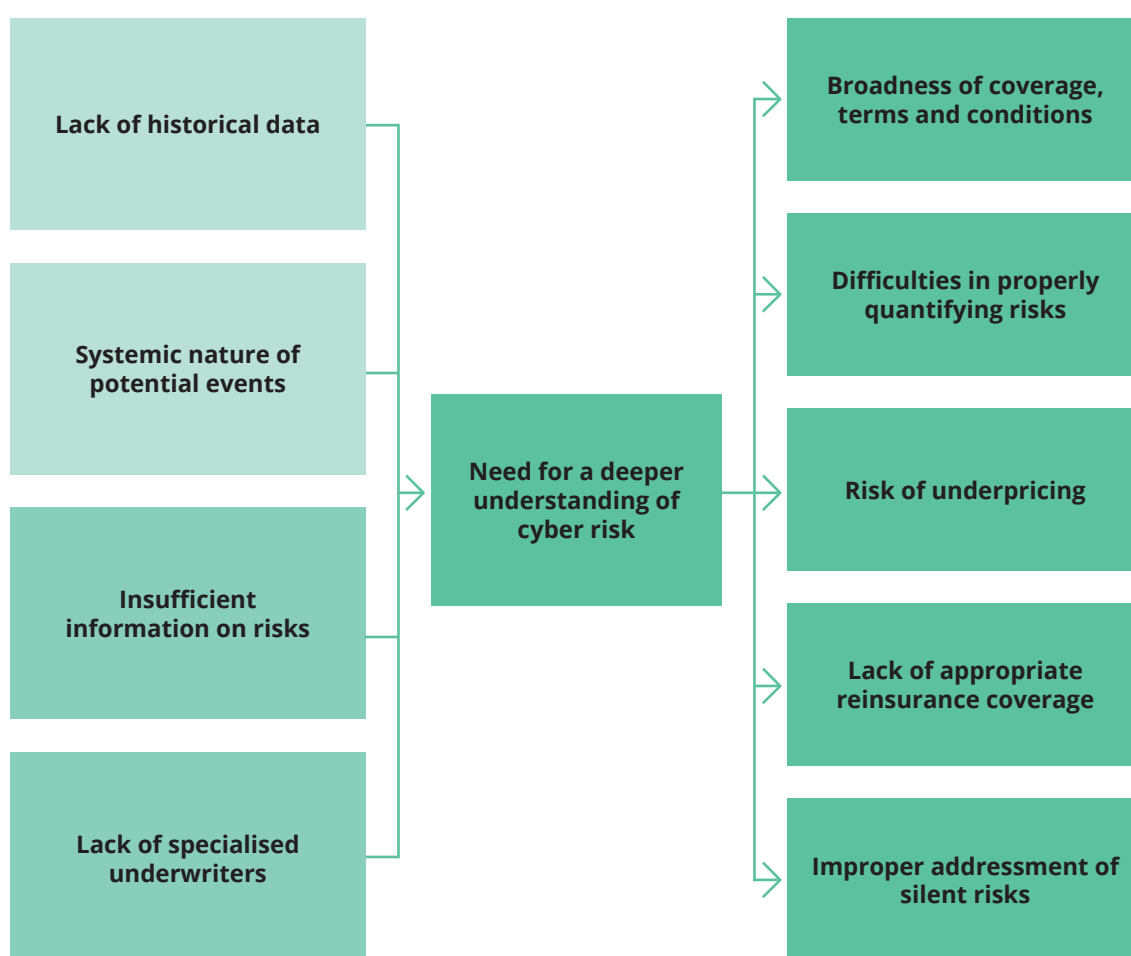 Lack of historical data
Systemic nature of
potential events
Insufficient
information on risks
Lack of specialised
underwriters
Need for a deeper
understanding of
cyber risk
Broadness of coverage,
terms and conditions
Difficulties in properly
quantifying risks
Risk of underpricing
Lack of appropriate
reinsurance coverage
Improper addressment of
silent risks